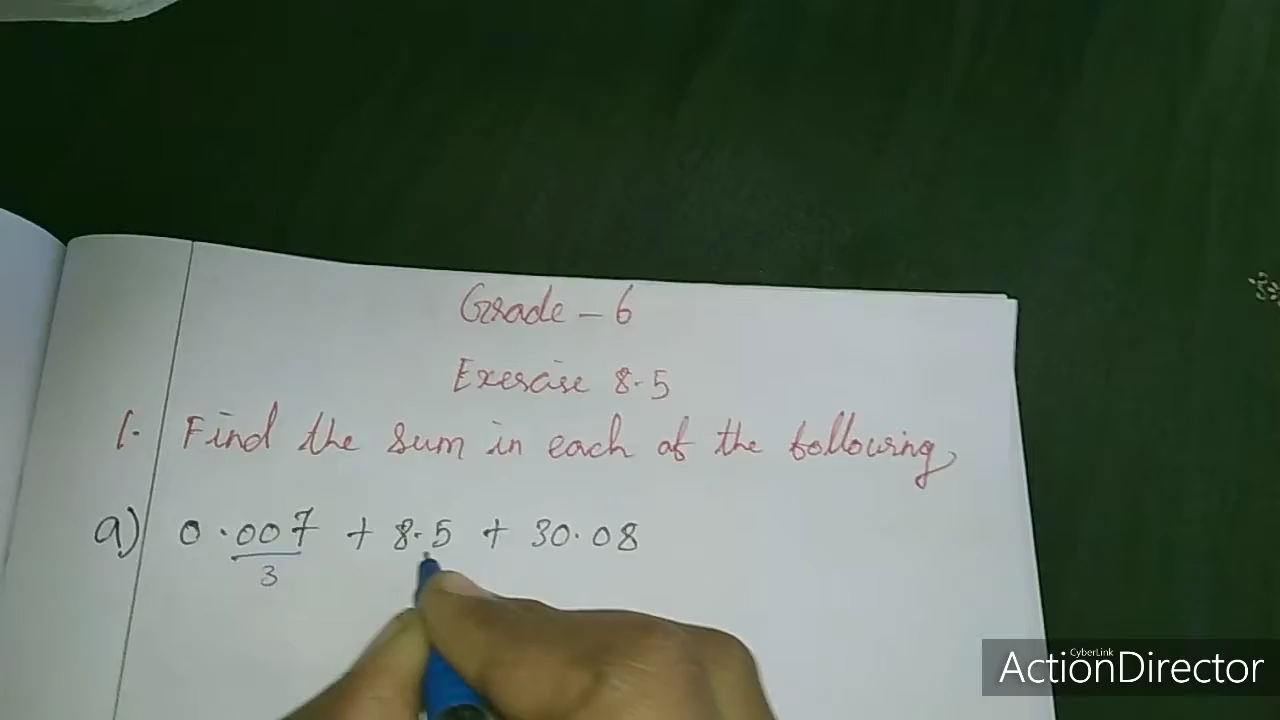 Grade - 6
Exercise 8.5
1. Find the sum in each of the following
a) 0.007 + 8.5 + 30.08
3
CyberLink
ActionDirector